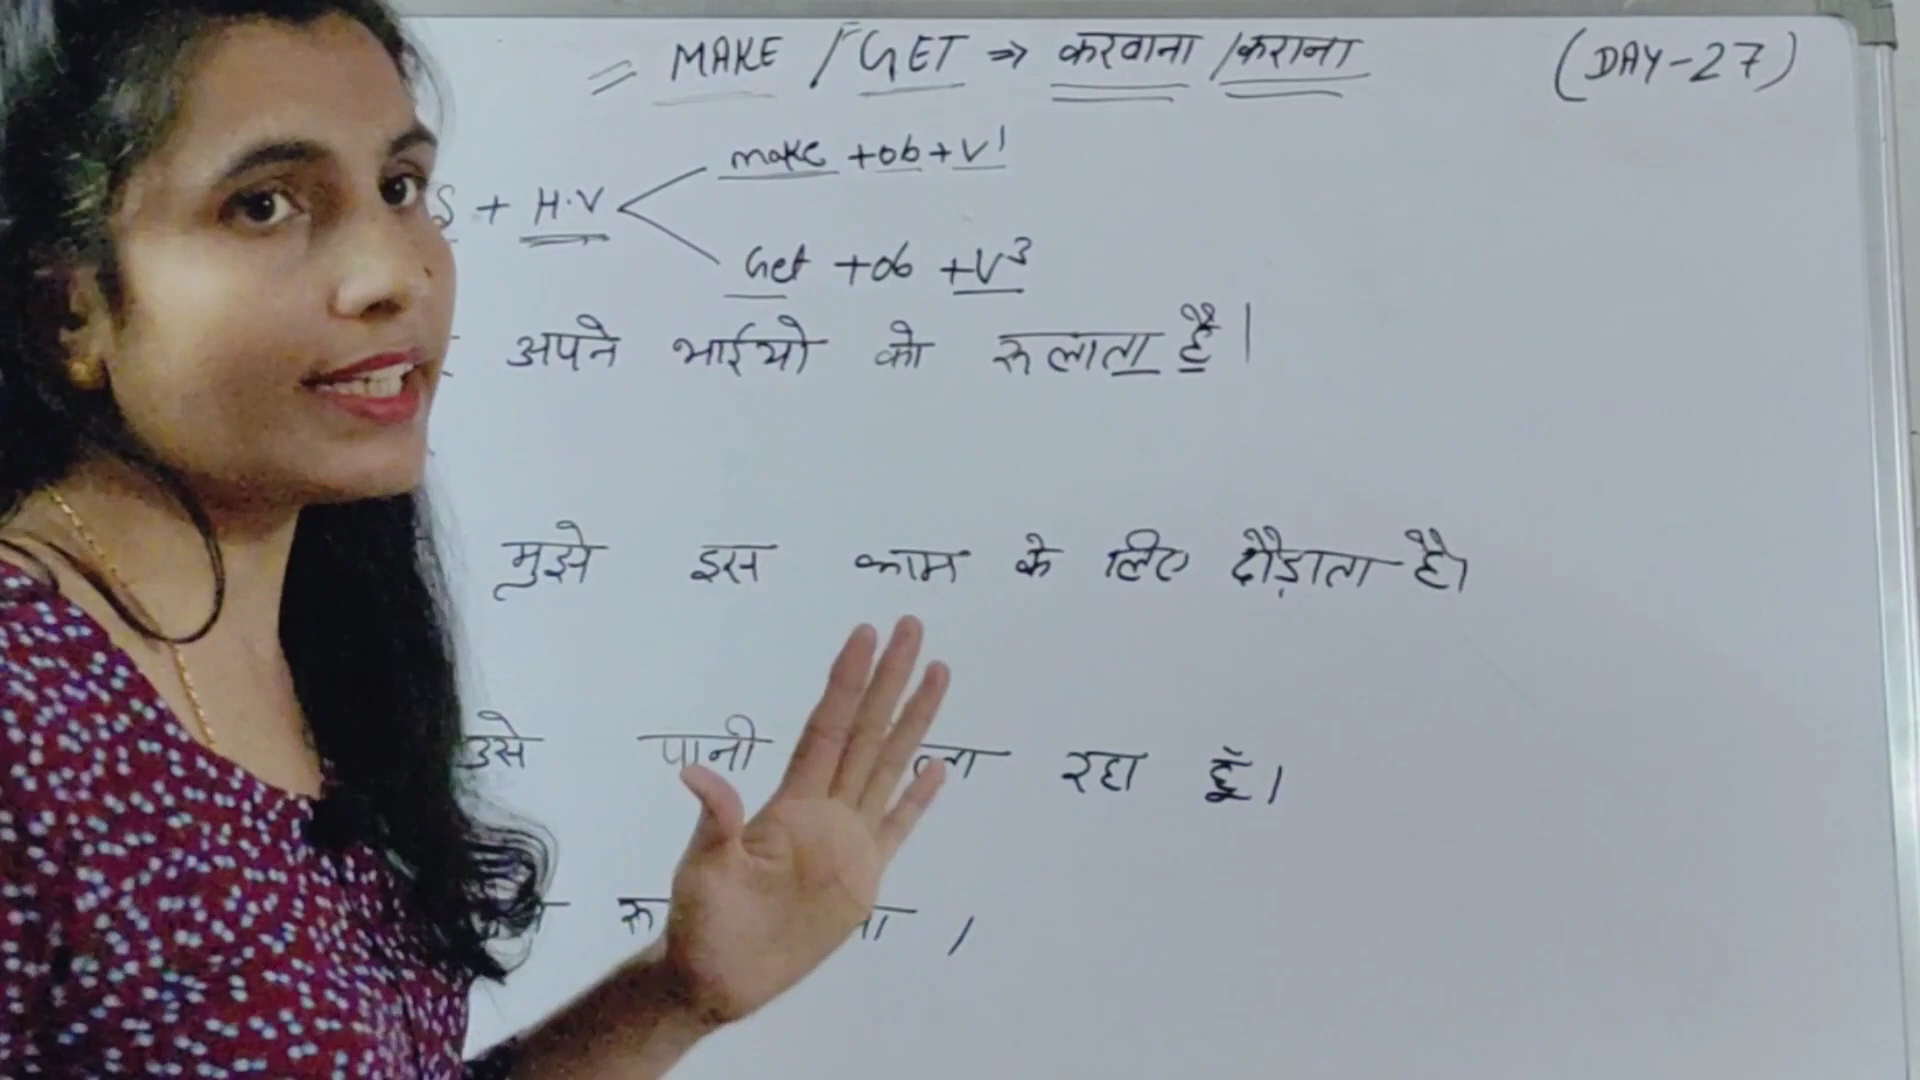 = MAKE / GET ⇒ करवाना / कराना (DAY-27)
make + ob + V1
S + H.V
Get + ob + V3
अपने भाईयो को रूलाता है।
मुझे इस काम के लिए दौड़ाता है।
उसे पानी रहा हूँ।